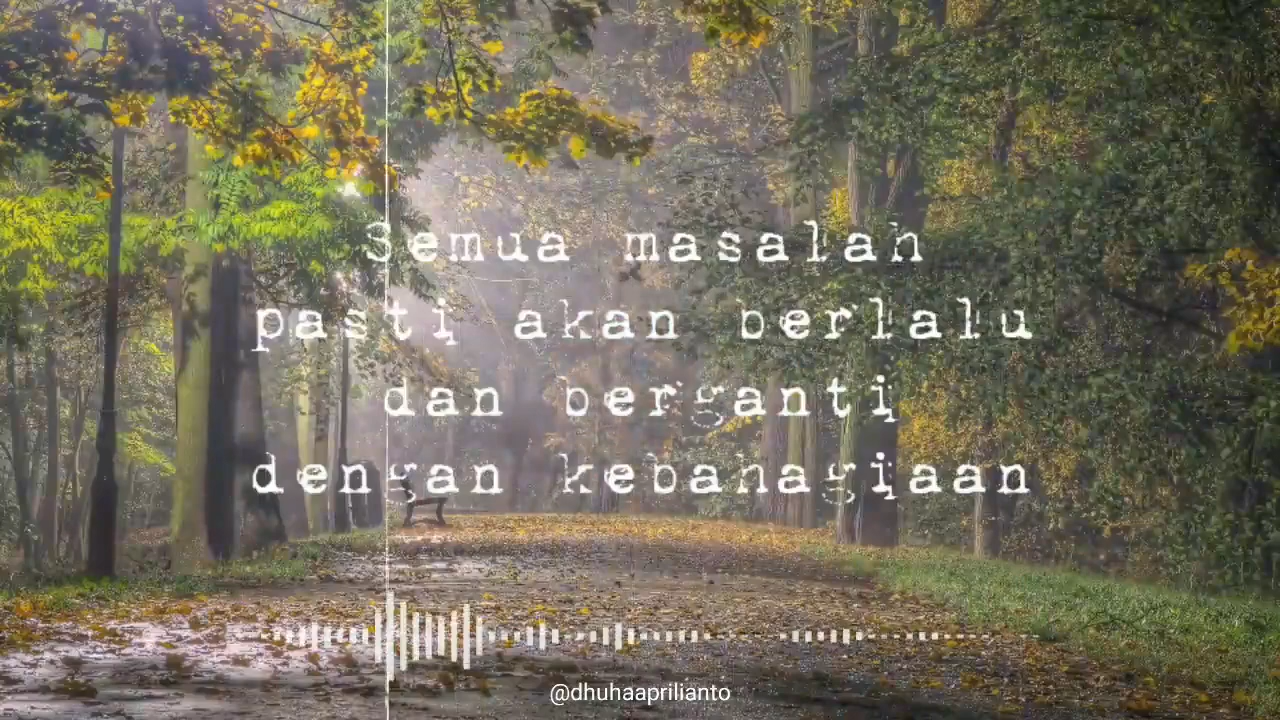 Semua masalah
pasti akan berlalu
dan berganti
dengan kebahagiaan
@dhuhaaprilianto